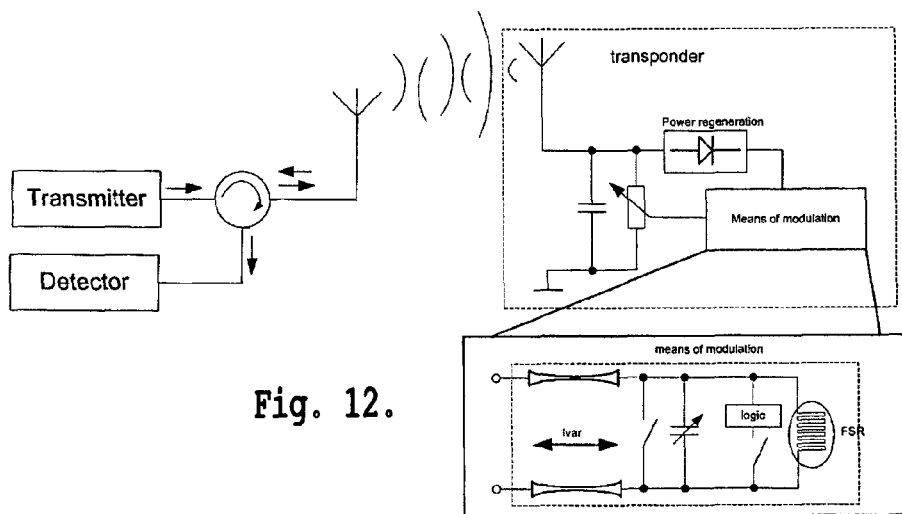 transponder
Power regeneration
Transmitter
Means of modulation
Detector
means of modulation
Fig. 12.
lvar
logic
FSR